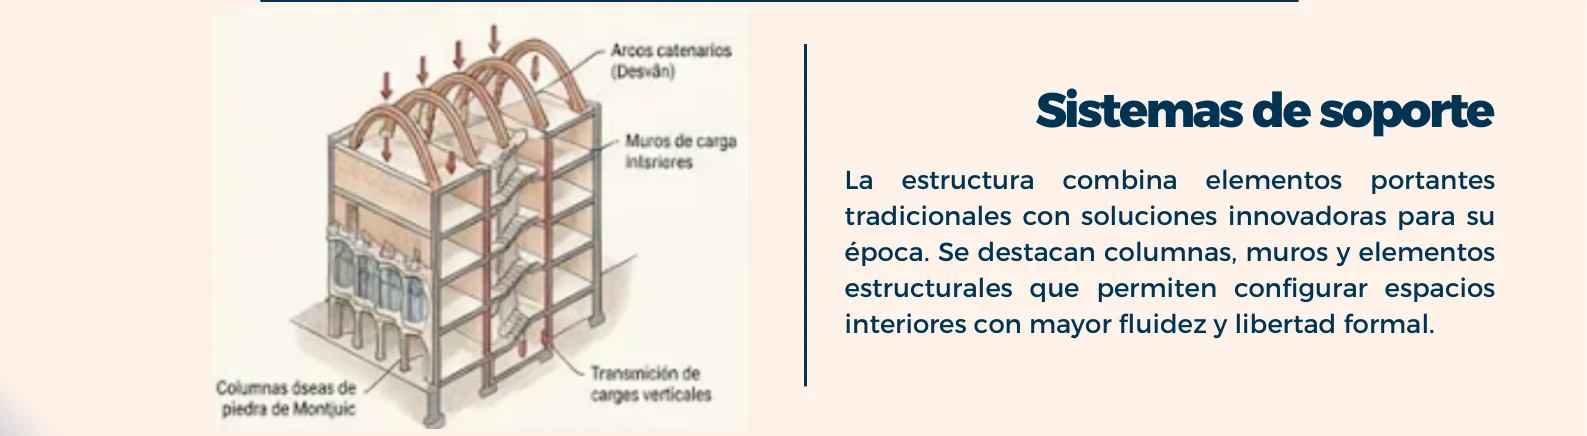 Arcos catenarios
(Desván)
Muros de carga
Intsriores
Transmición de
carges verticales
Columnas óseas de
piedra de Montjuic
Sistemas de soporte
La estructura combina elementos portantes
tradicionales con soluciones innovadoras para su
época. Se destacan columnas, muros y elementos
estructurales que permiten configurar espacios
interiores con mayor fluidez y libertad formal.